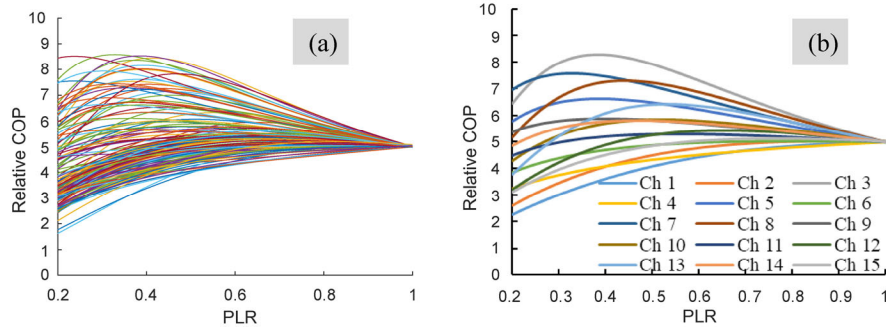 (a)
10
9
8
7
6
5
4
3
2
1
0
Relative COP
0.2 0.4 0.6 0.8 1
PLR
(b)
10
9
8
7
6
5
4
3
2
1
0
Relative COP
Ch 1 Ch 2 Ch 3
Ch 4 Ch 5 Ch 6
Ch 7 Ch 8 Ch 9
Ch 10 Ch 11 Ch 12
Ch 13 Ch 14 Ch 15
0.2 0.3 0.4 0.5 0.6 0.7 0.8 0.9 1
PLR